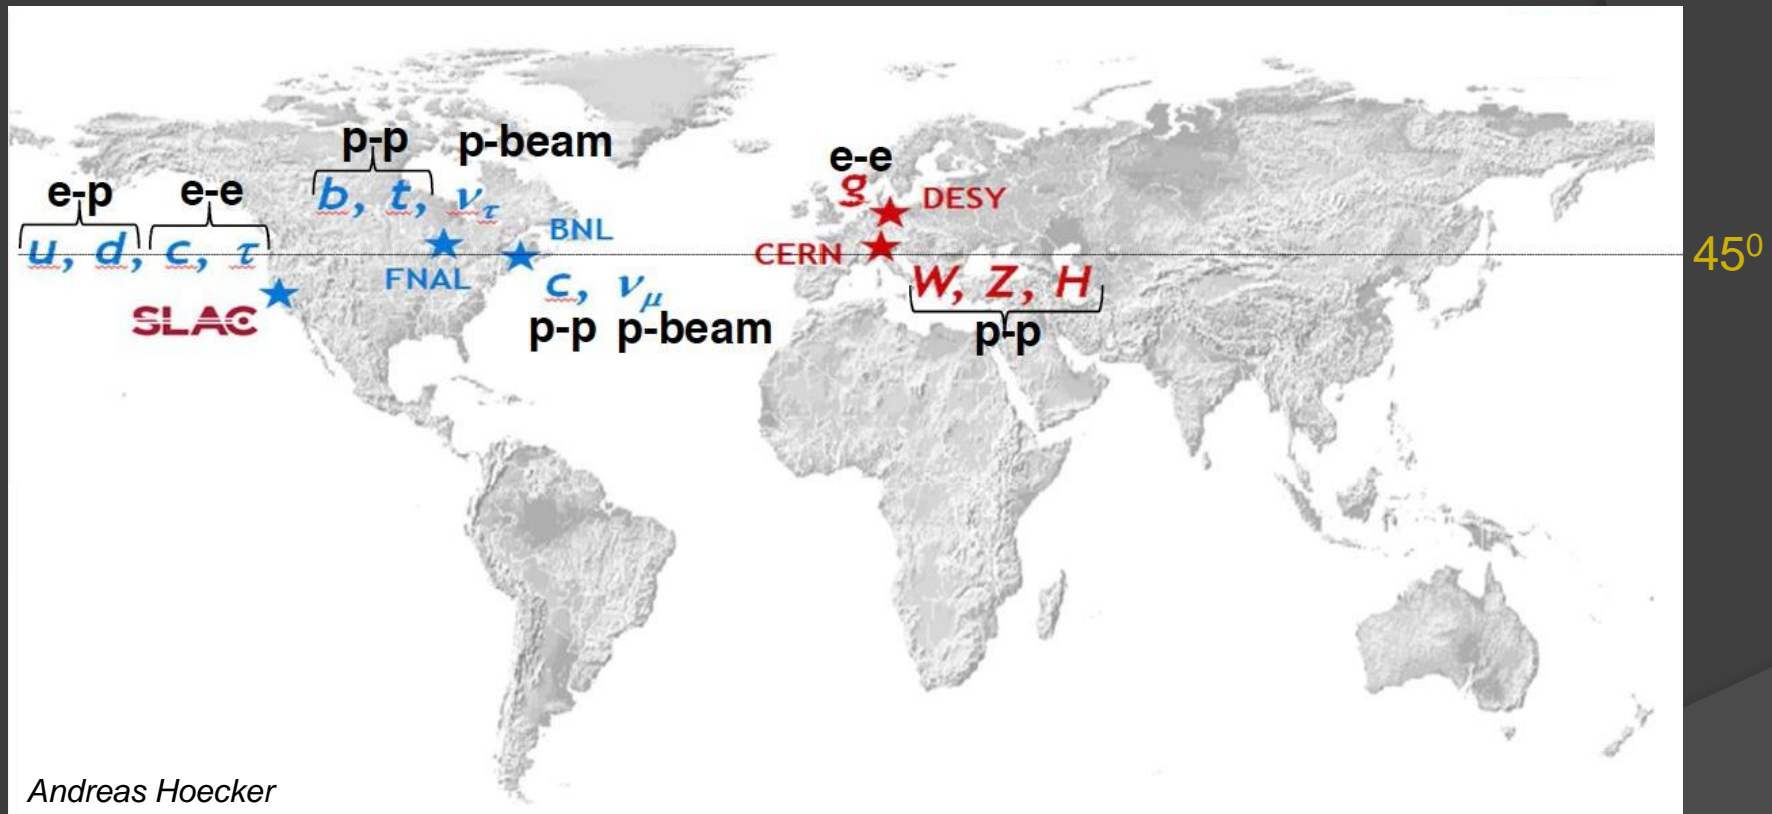 p-p p-beam
b, t, ντ
e-p e-e
u, d, c, τ
SLAC
FNAL
BNL
c, νμ
p-p p-beam
e-e
g
DESY
CERN
W, Z, H
p-p
45⁰
Andreas Hoecker